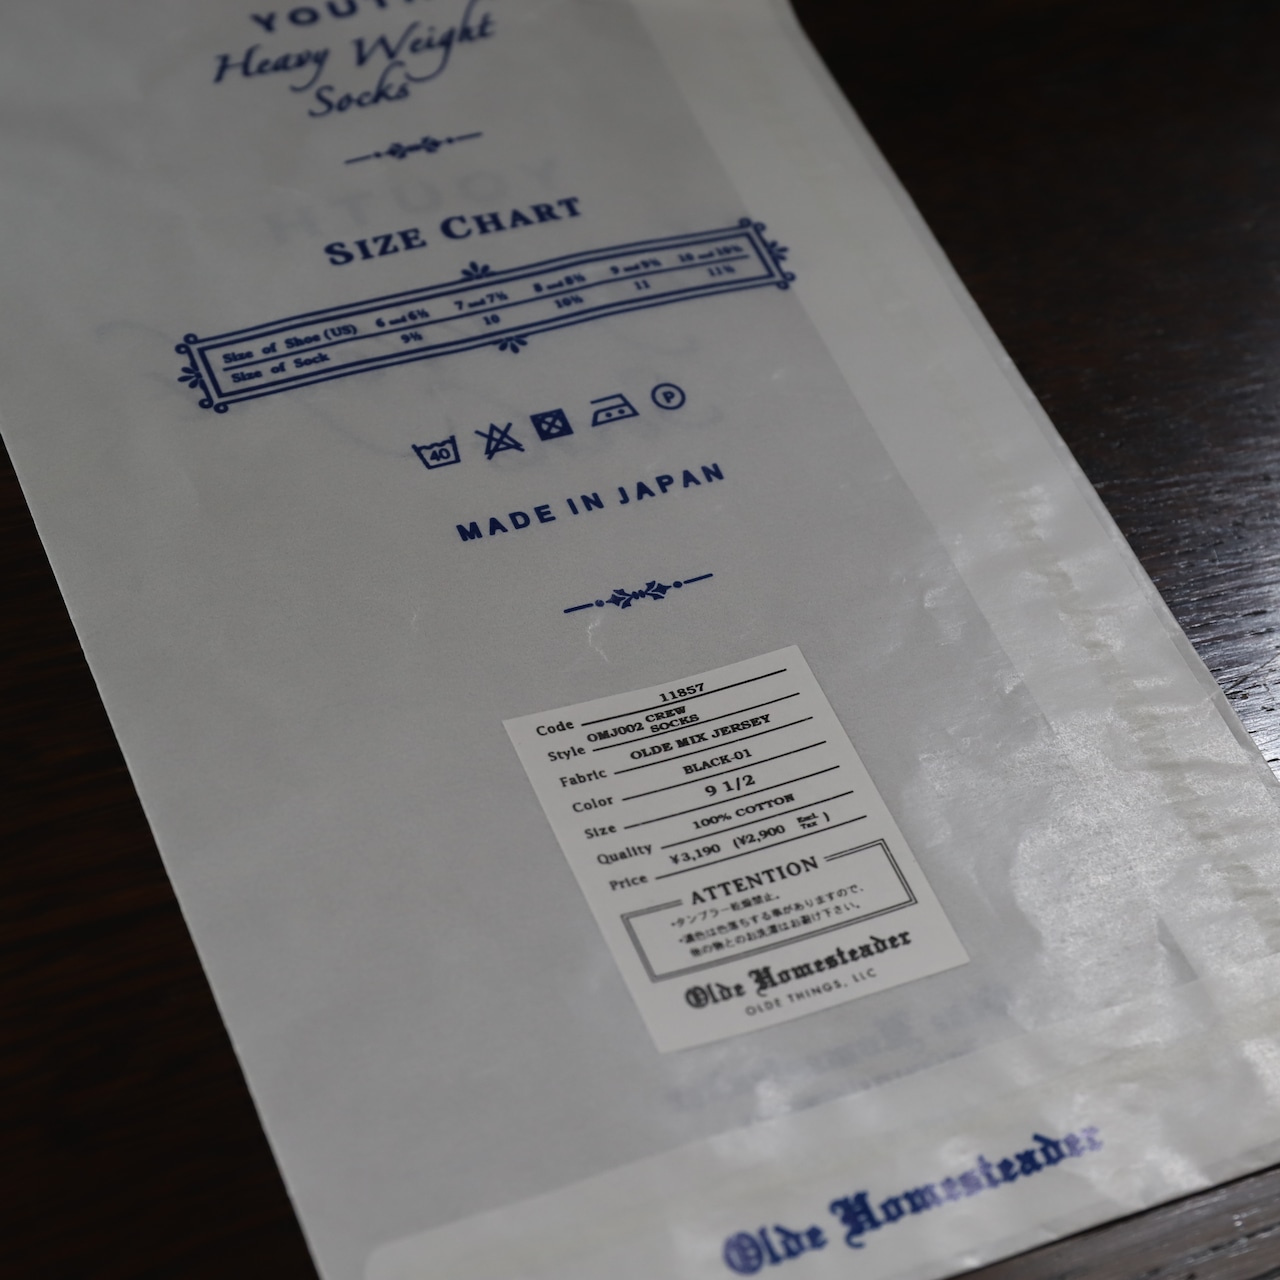 YOUTH
Heavy Weight
Socks
SIZE CHART
Size of Shoe (US) 6 and 6½ 7 and 7½ 8 and 8½ 9 and 9½ 10 and 10½
Size of Sock 9½ 10 10½ 11 11½
40 P
MADE IN JAPAN
Code 11857
Style OMJ002 CREW SOCKS
Fabric OLDE MIX JERSEY
Color BLACK-01
Size 9 1/2
Quality 100% COTTON
Price ¥3,190 (¥2,900 Excl Tax)
ATTENTION
・タンブラー乾燥禁止。
・濃色は色落ちする事がありますので、
他の物とのお洗濯はお避け下さい。
Olde Homesteader
OLDE THINGS, LLC
Olde Homesteader